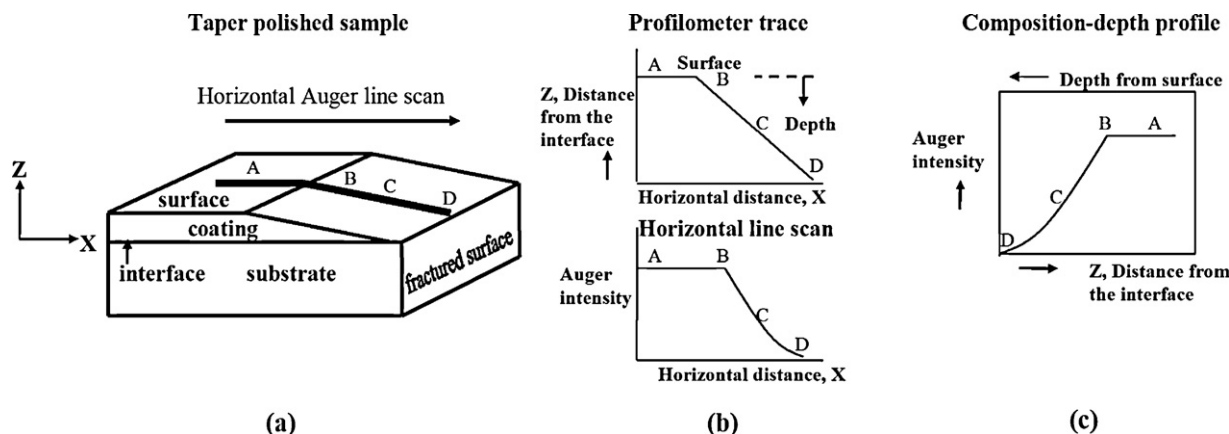 Taper polished sample
Horizontal Auger line scan
Z
X
A
B
C
D
surface
coating
interface
substrate
fractured surface
(a)
Profilometer trace
A
Surface
B
Z, Distance
from the
interface
C
Depth
D
Horizontal distance, X
Horizontal line scan
A
B
Auger
intensity
C
D
Horizontal distance, X
(b)
Composition-depth profile
Depth from surface
B
A
Auger
intensity
C
D
Z, Distance from
the interface
(c)